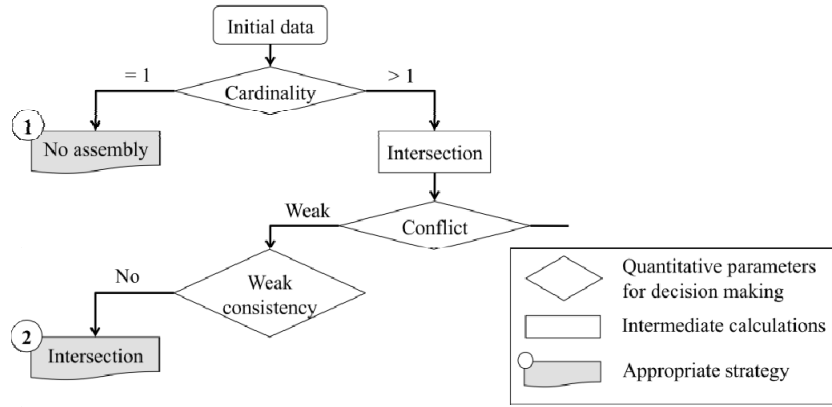 Initial data
= 1
> 1
Cardinality
1
No assembly
Intersection
Weak
Conflict
No
Weak
consistency
2
Intersection
Quantitative parameters
for decision making
Intermediate calculations
Appropriate strategy